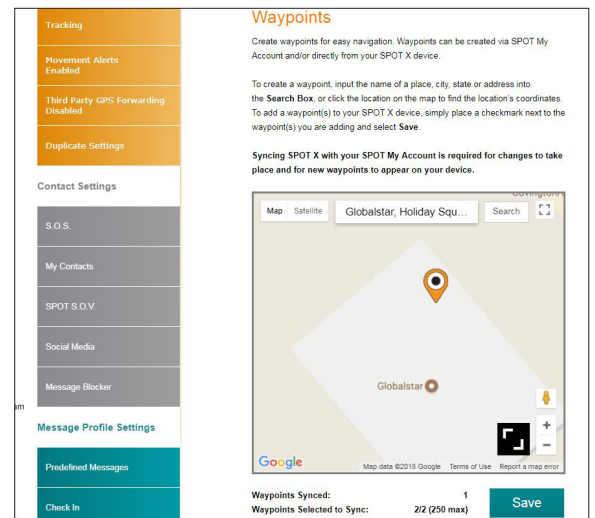 Tracking
Movement Alerts
Enabled
Third Party GPS Forwarding
Disabled
Duplicate Settings
Contact Settings
S.O.S.
My Contacts
SPOT S.O.V.
Social Media
Message Blocker
am
Message Profile Settings
Predefined Messages
Check In
Waypoints
Create waypoints for easy navigation. Waypoints can be created via SPOT My
Account and/or directly from your SPOT X device.
To create a waypoint, input the name of a place, city, state or address into
the Search Box, or click the location on the map to find the location's coordinates.
To add a waypoint(s) to your SPOT X device, simply place a checkmark next to the
waypoint(s) you are adding and select Save.
Syncing SPOT X with your SPOT My Account is required for changes to take
place and for new waypoints to appear on your device.
Map Satellite Globalstar, Holiday Squ... Search
Globalstar
Google Map data ©2018 Google Terms of Use Report a map error
Waypoints Synced: 1
Waypoints Selected to Sync: 2/2 (250 max)
Save